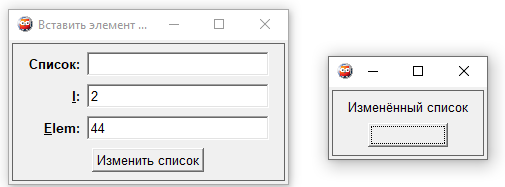 Вставить элемент ...
Список:
I: 2
Elem: 44
Изменить список
Изменённый список